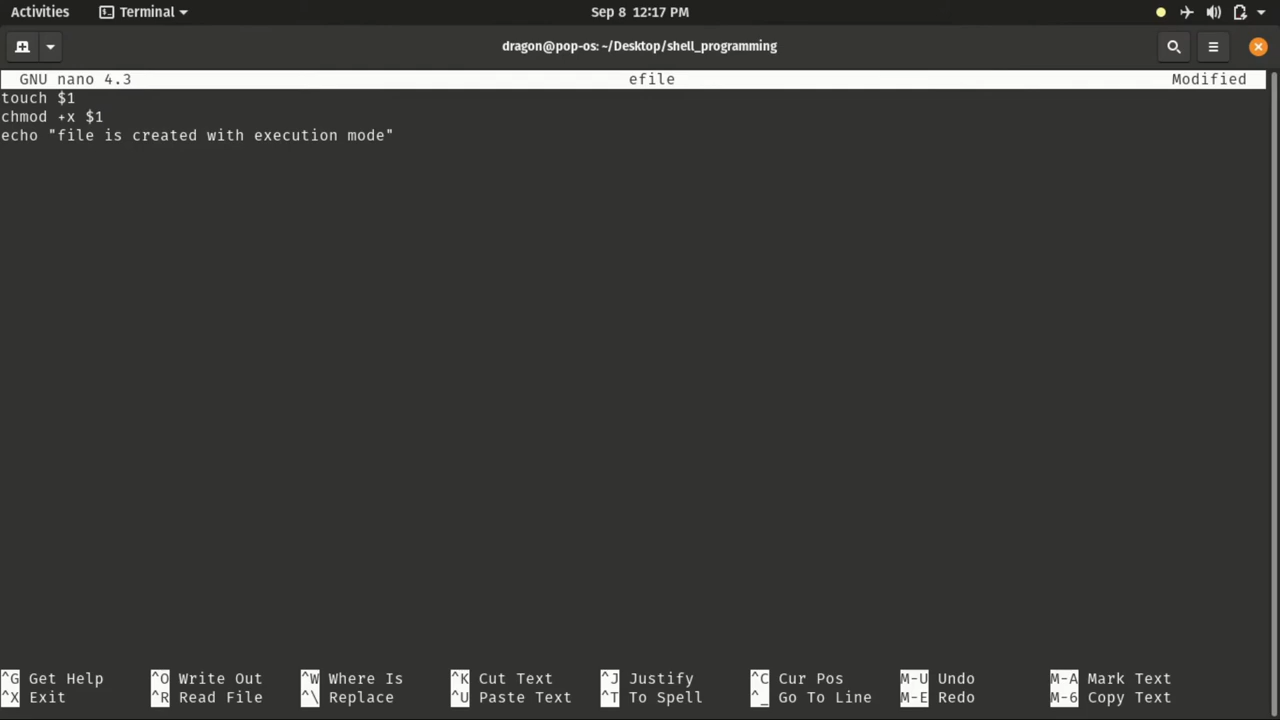 Activities Terminal Sep 8 12:17 PM
dragon@pop-os: ~/Desktop/shell_programming
GNU nano 4.3 efile Modified
touch $1
chmod +x $1
echo "file is created with execution mode"
^G Get Help ^O Write Out ^W Where Is ^K Cut Text ^J Justify ^C Cur Pos M-U Undo M-A Mark Text
^X Exit ^R Read File ^\ Replace ^U Paste Text ^T To Spell ^_ Go To Line M-E Redo M-6 Copy Text